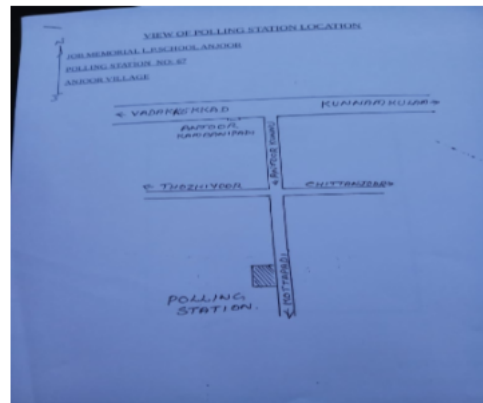 N
VIEW OF POLLING STATION LOCATION
MEMORIAL L.P.SCHOOL ANJOOR
POLLING STATION NO. 67
ANJOOR VILLAGE
S
← VADAKKEKKAD
KUNNAMKULAM →
ANJOOR
← THOZHIYOOR
CHITTANJOOR →
POLLING
STATION.
← MOTTAPADI